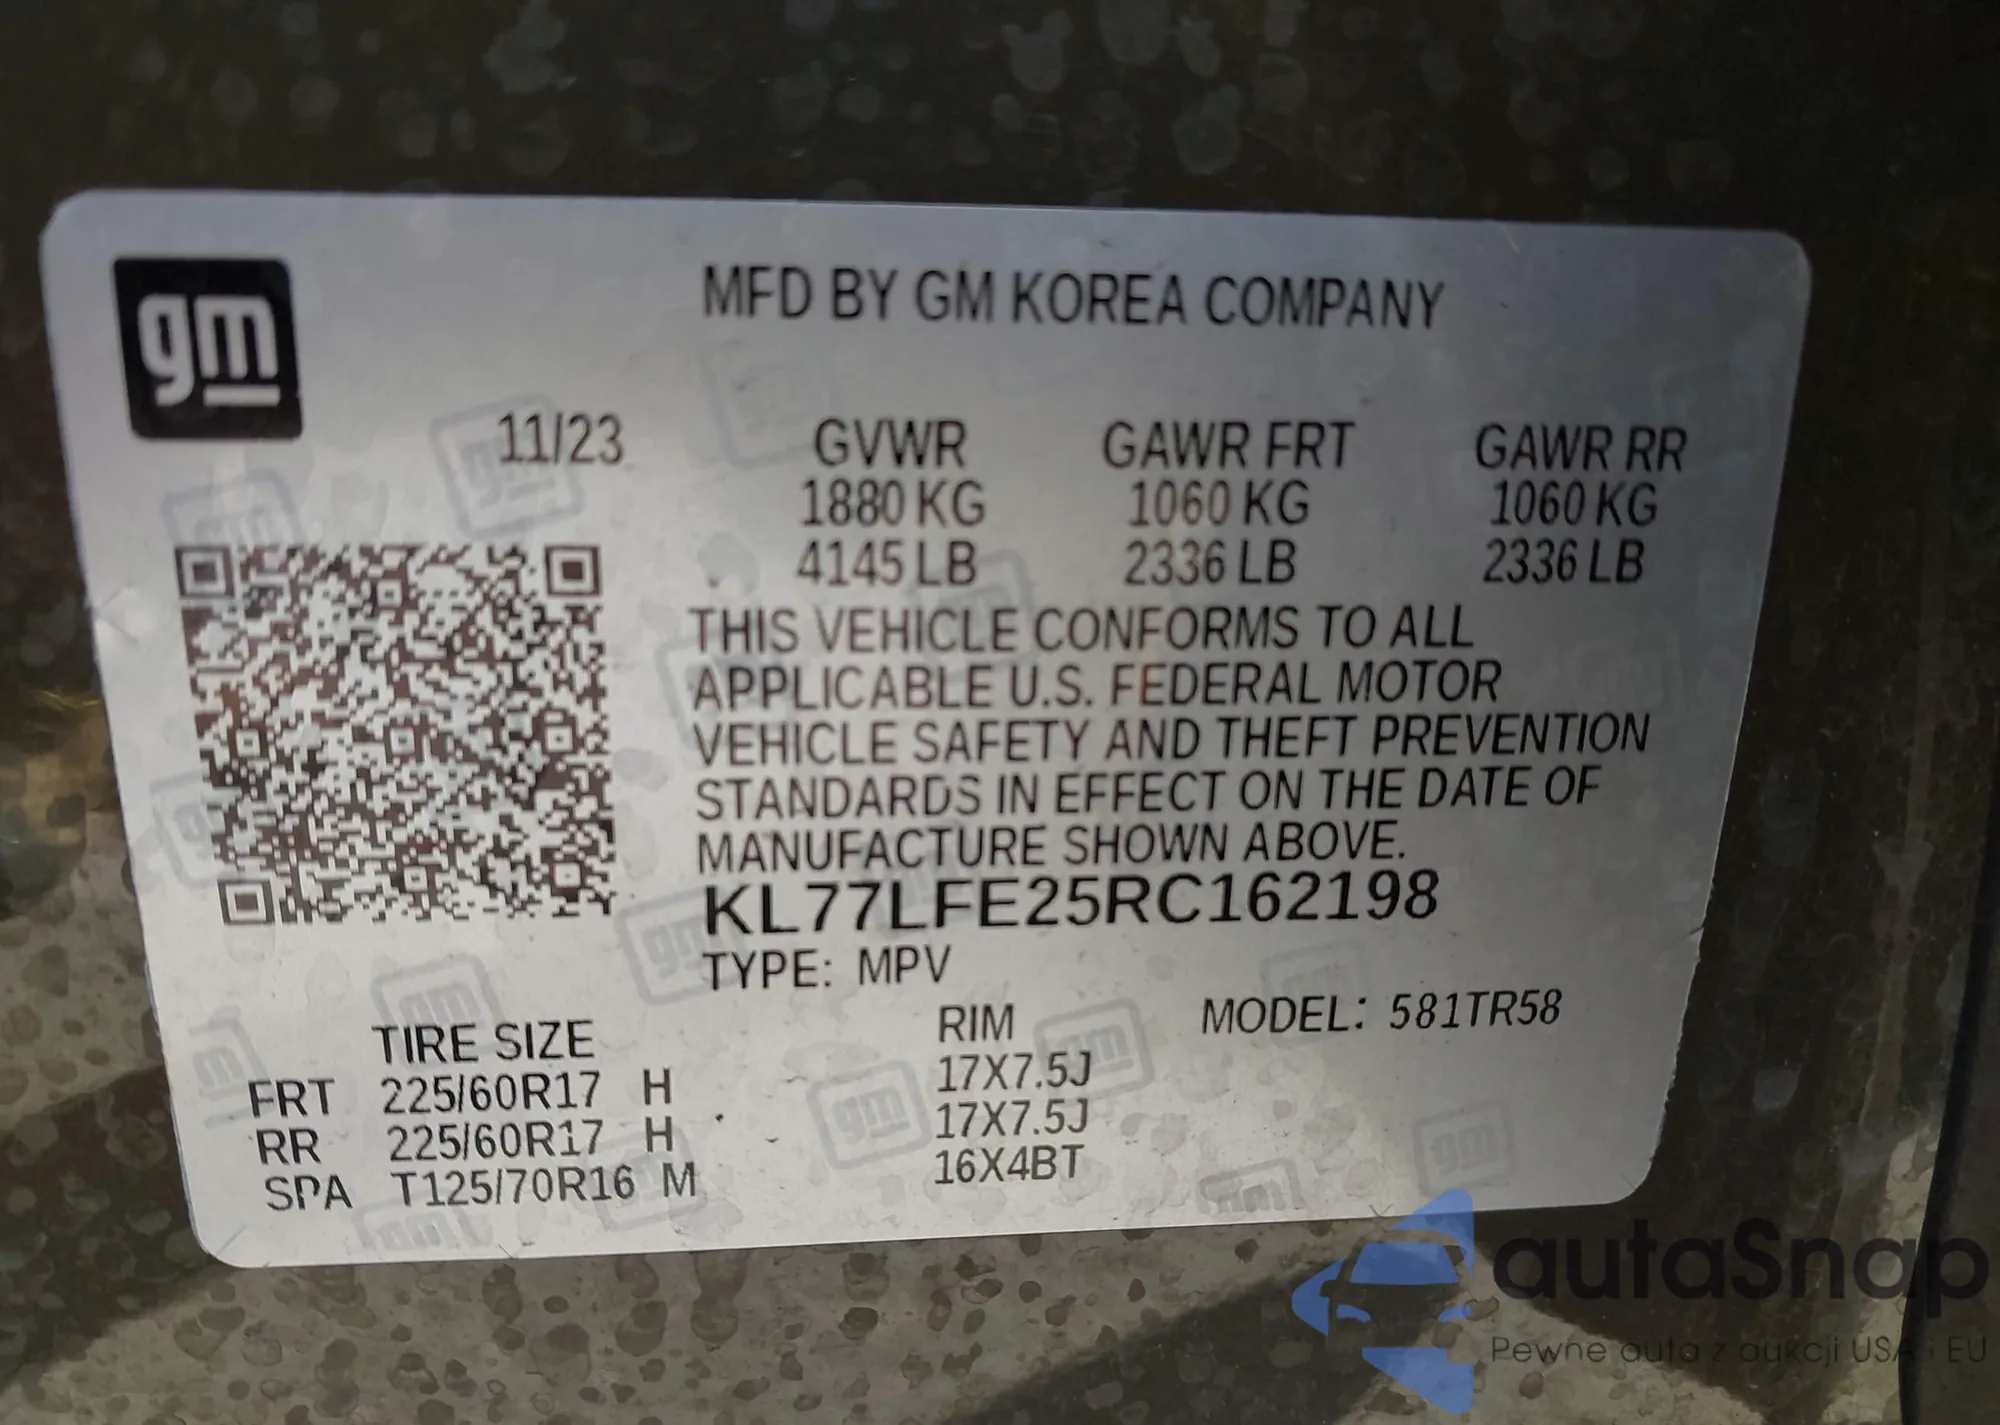 gm
MFD BY GM KOREA COMPANY
11/23 GVWR GAWR FRT GAWR RR
1880 KG 1060 KG 1060 KG
4145 LB 2336 LB 2336 LB
THIS VEHICLE CONFORMS TO ALL
APPLICABLE U.S. FEDERAL MOTOR
VEHICLE SAFETY AND THEFT PREVENTION
STANDARDS IN EFFECT ON THE DATE OF
MANUFACTURE SHOWN ABOVE.
KL77LFE25RC162198
TYPE: MPV
TIRE SIZE RIM MODEL: 581TR58
FRT 225/60R17 H 17X7.5J
RR 225/60R17 H 17X7.5J
SPA T125/70R16 M 16X4BT
autaSnap
Pewne auta z aukcji USA i EU